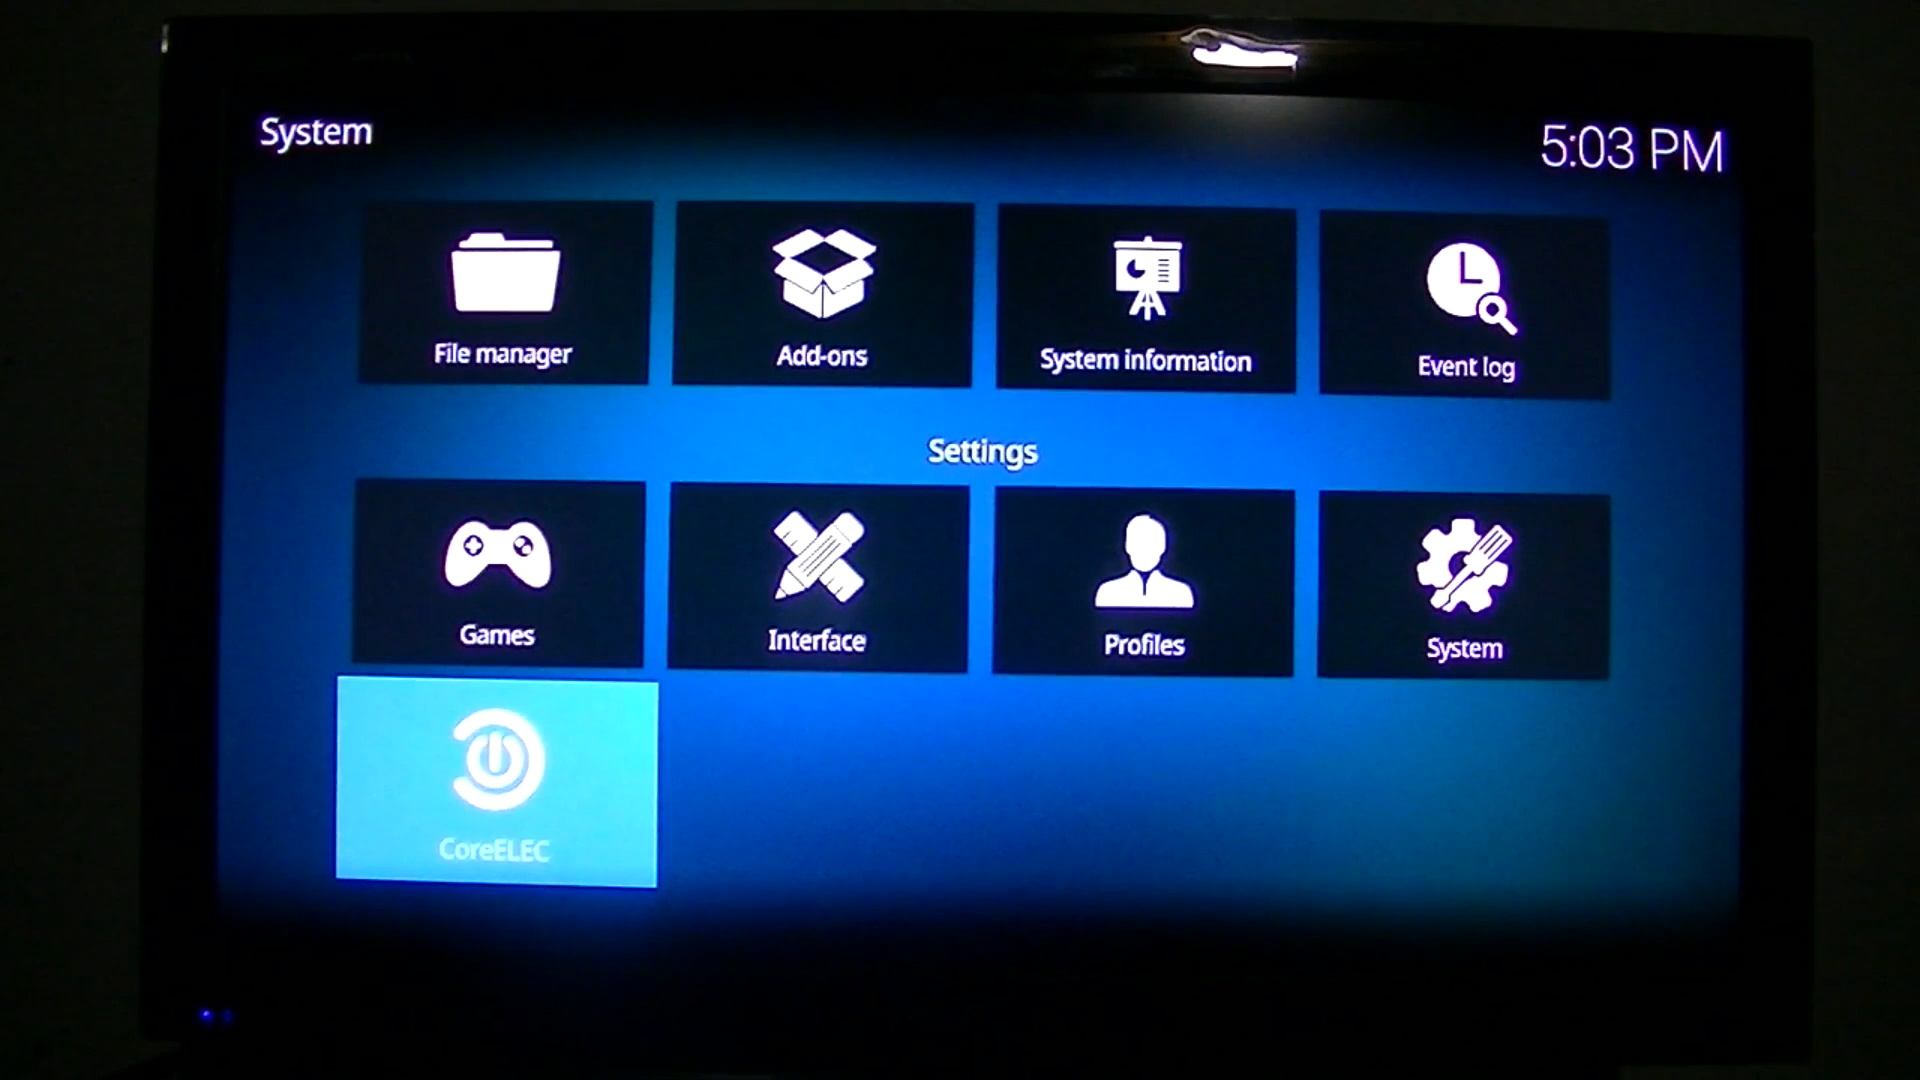 System
5:03 PM
File manager
Add-ons
System information
Event log
Settings
Games
Interface
Profiles
System
CoreELEC